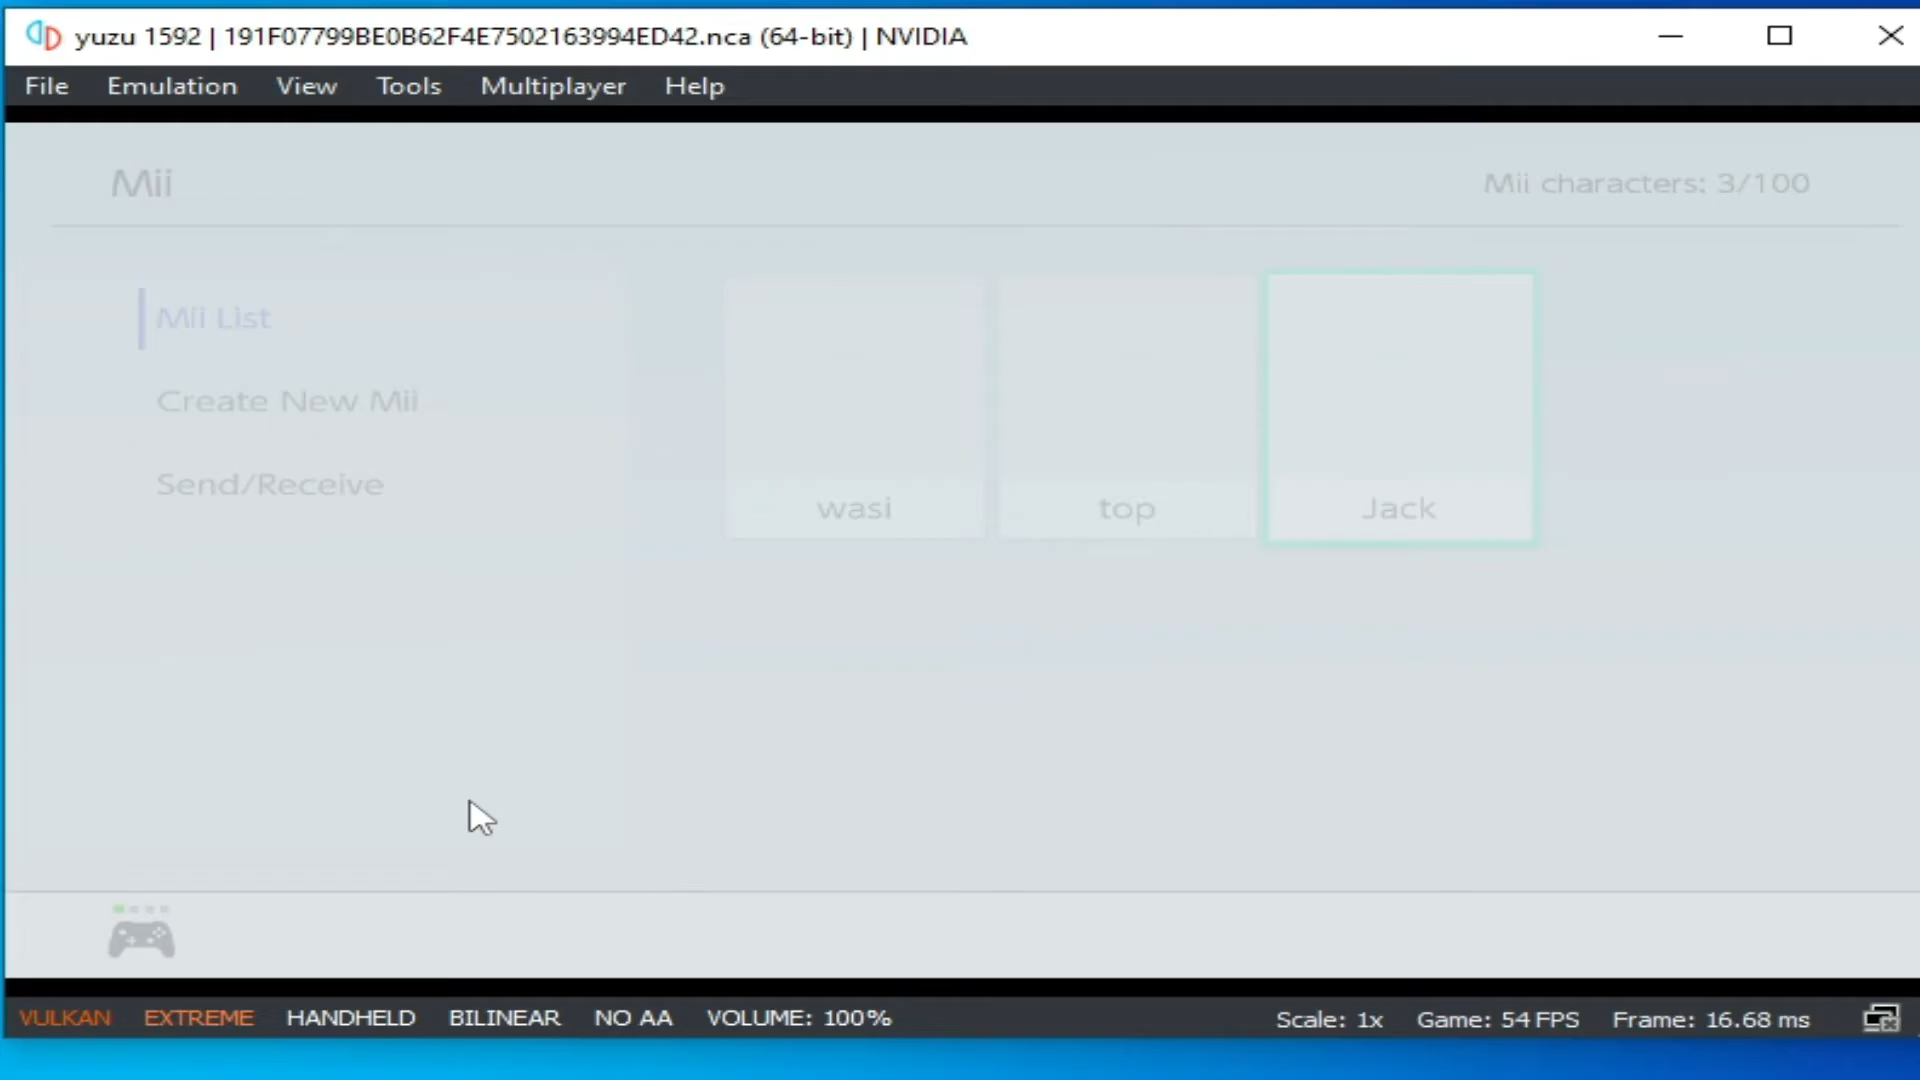 yuzu 1592 | 191F07799BE0B62F4E7502163994ED42.nca (64-bit) | NVIDIA
File Emulation View Tools Multiplayer Help
Mii Mii characters: 3/100
Mii List
Create New Mii
Send/Receive
wasi top Jack
VULKAN EXTREME HANDHELD BILINEAR NO AA VOLUME: 100% Scale: 1x Game: 54 FPS Frame: 16.68 ms